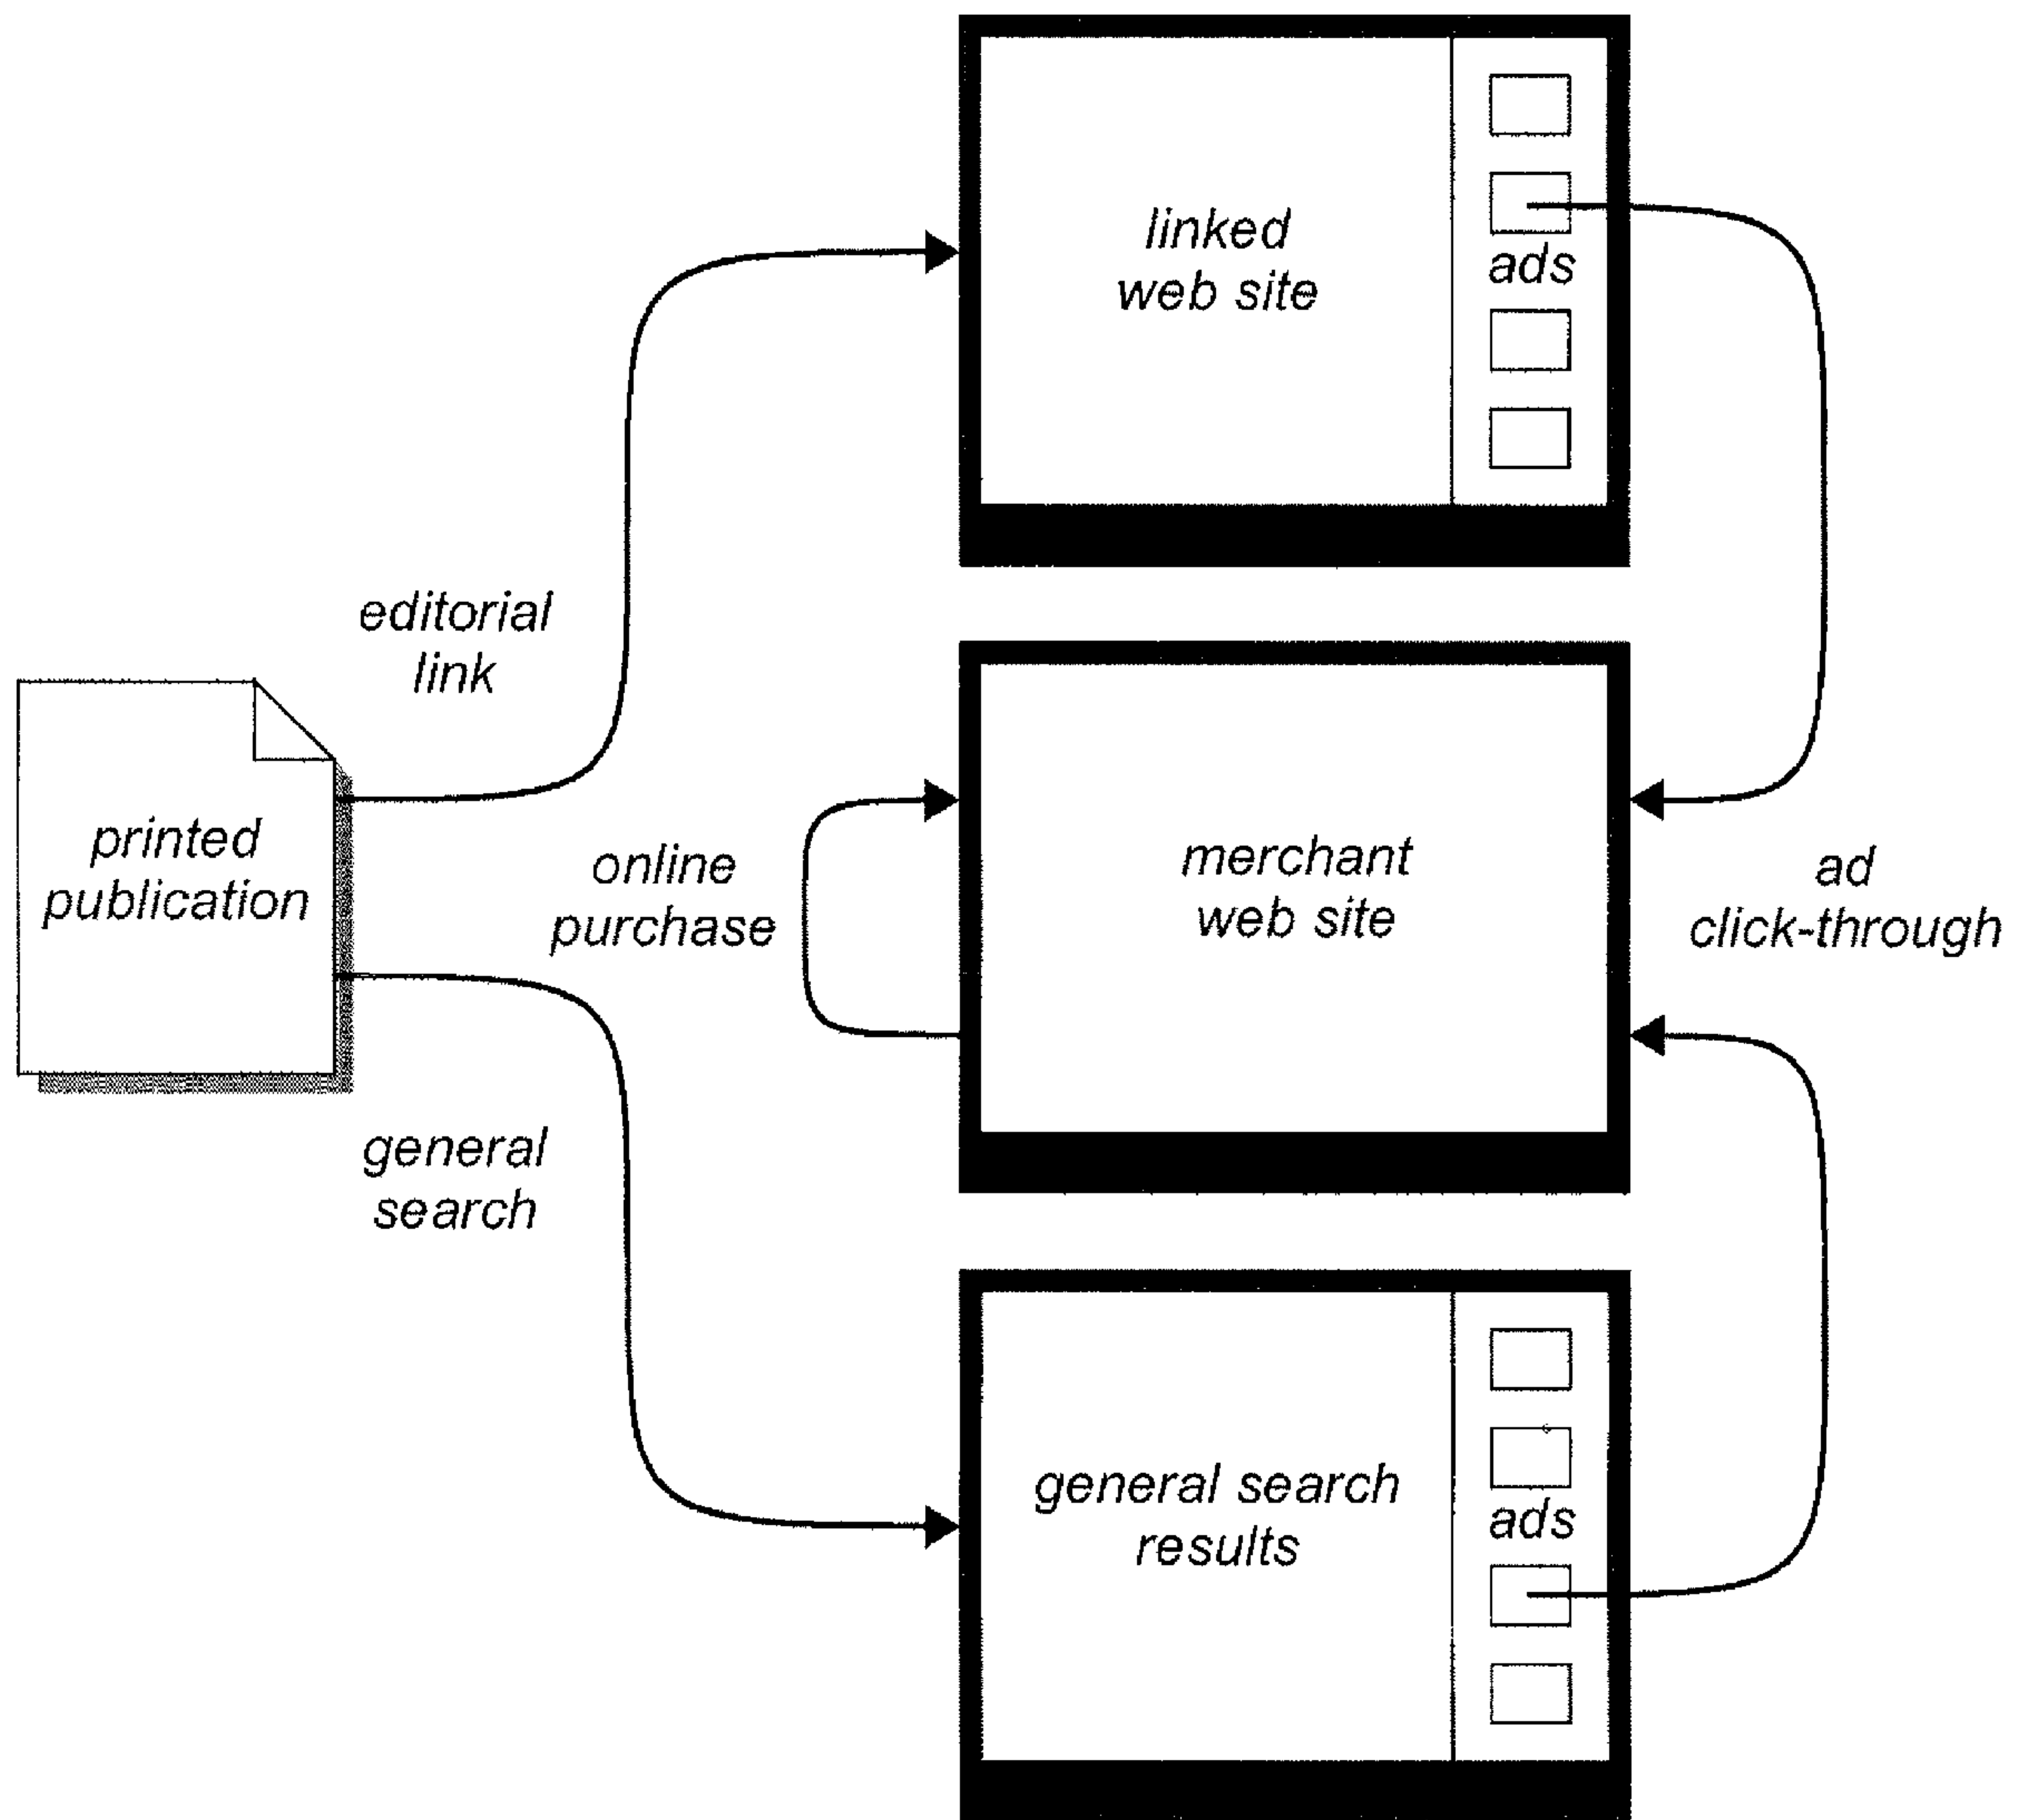 linked
web site
ads
editorial
link
printed
publication
online
purchase
merchant
web site
ad
click-through
general
search
general search
results
ads